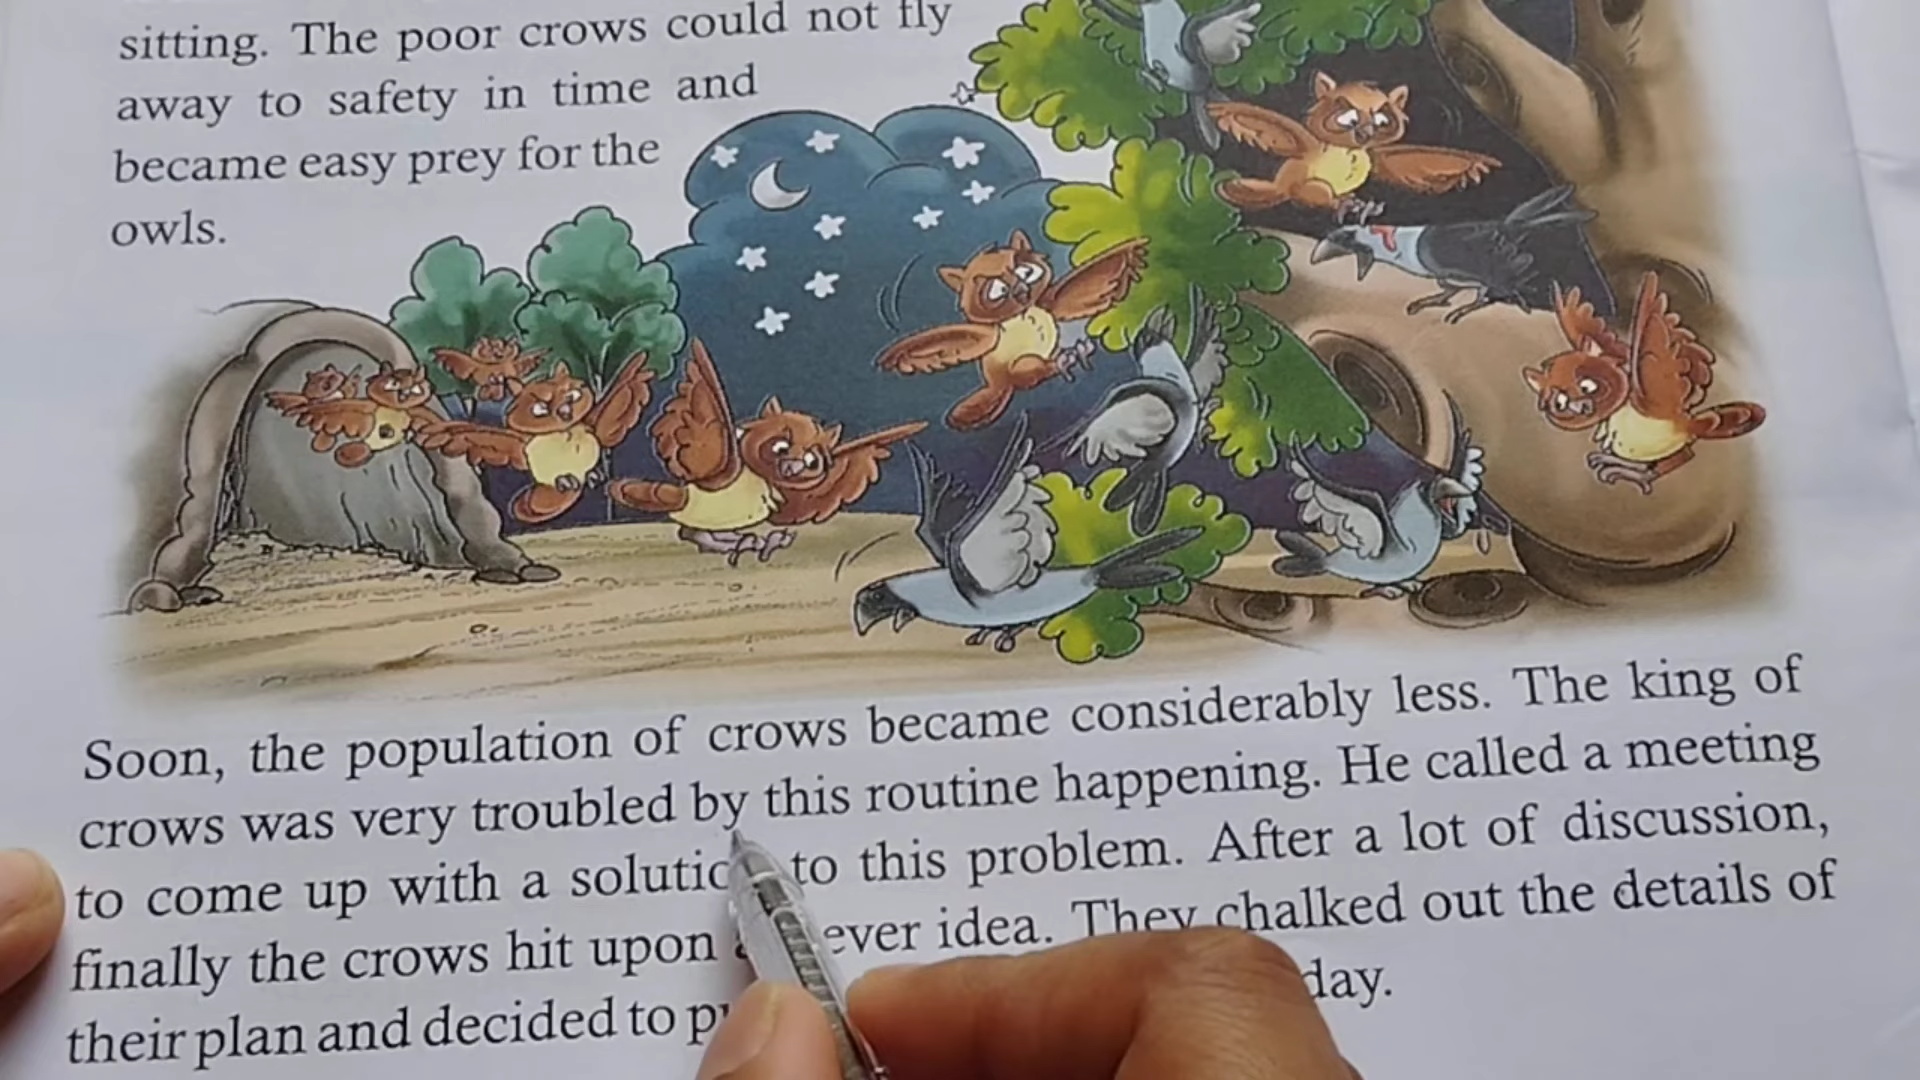 sitting. The poor crows could not fly
away to safety in time and
became easy prey for the
owls.
Soon, the population of crows became considerably less. The king of
crows was very troubled by this routine happening. He called a meeting
to come up with a to this problem. After a lot of discussion,
finally the crows hit upon idea. They chalked out the details of
their plan and decided to day.